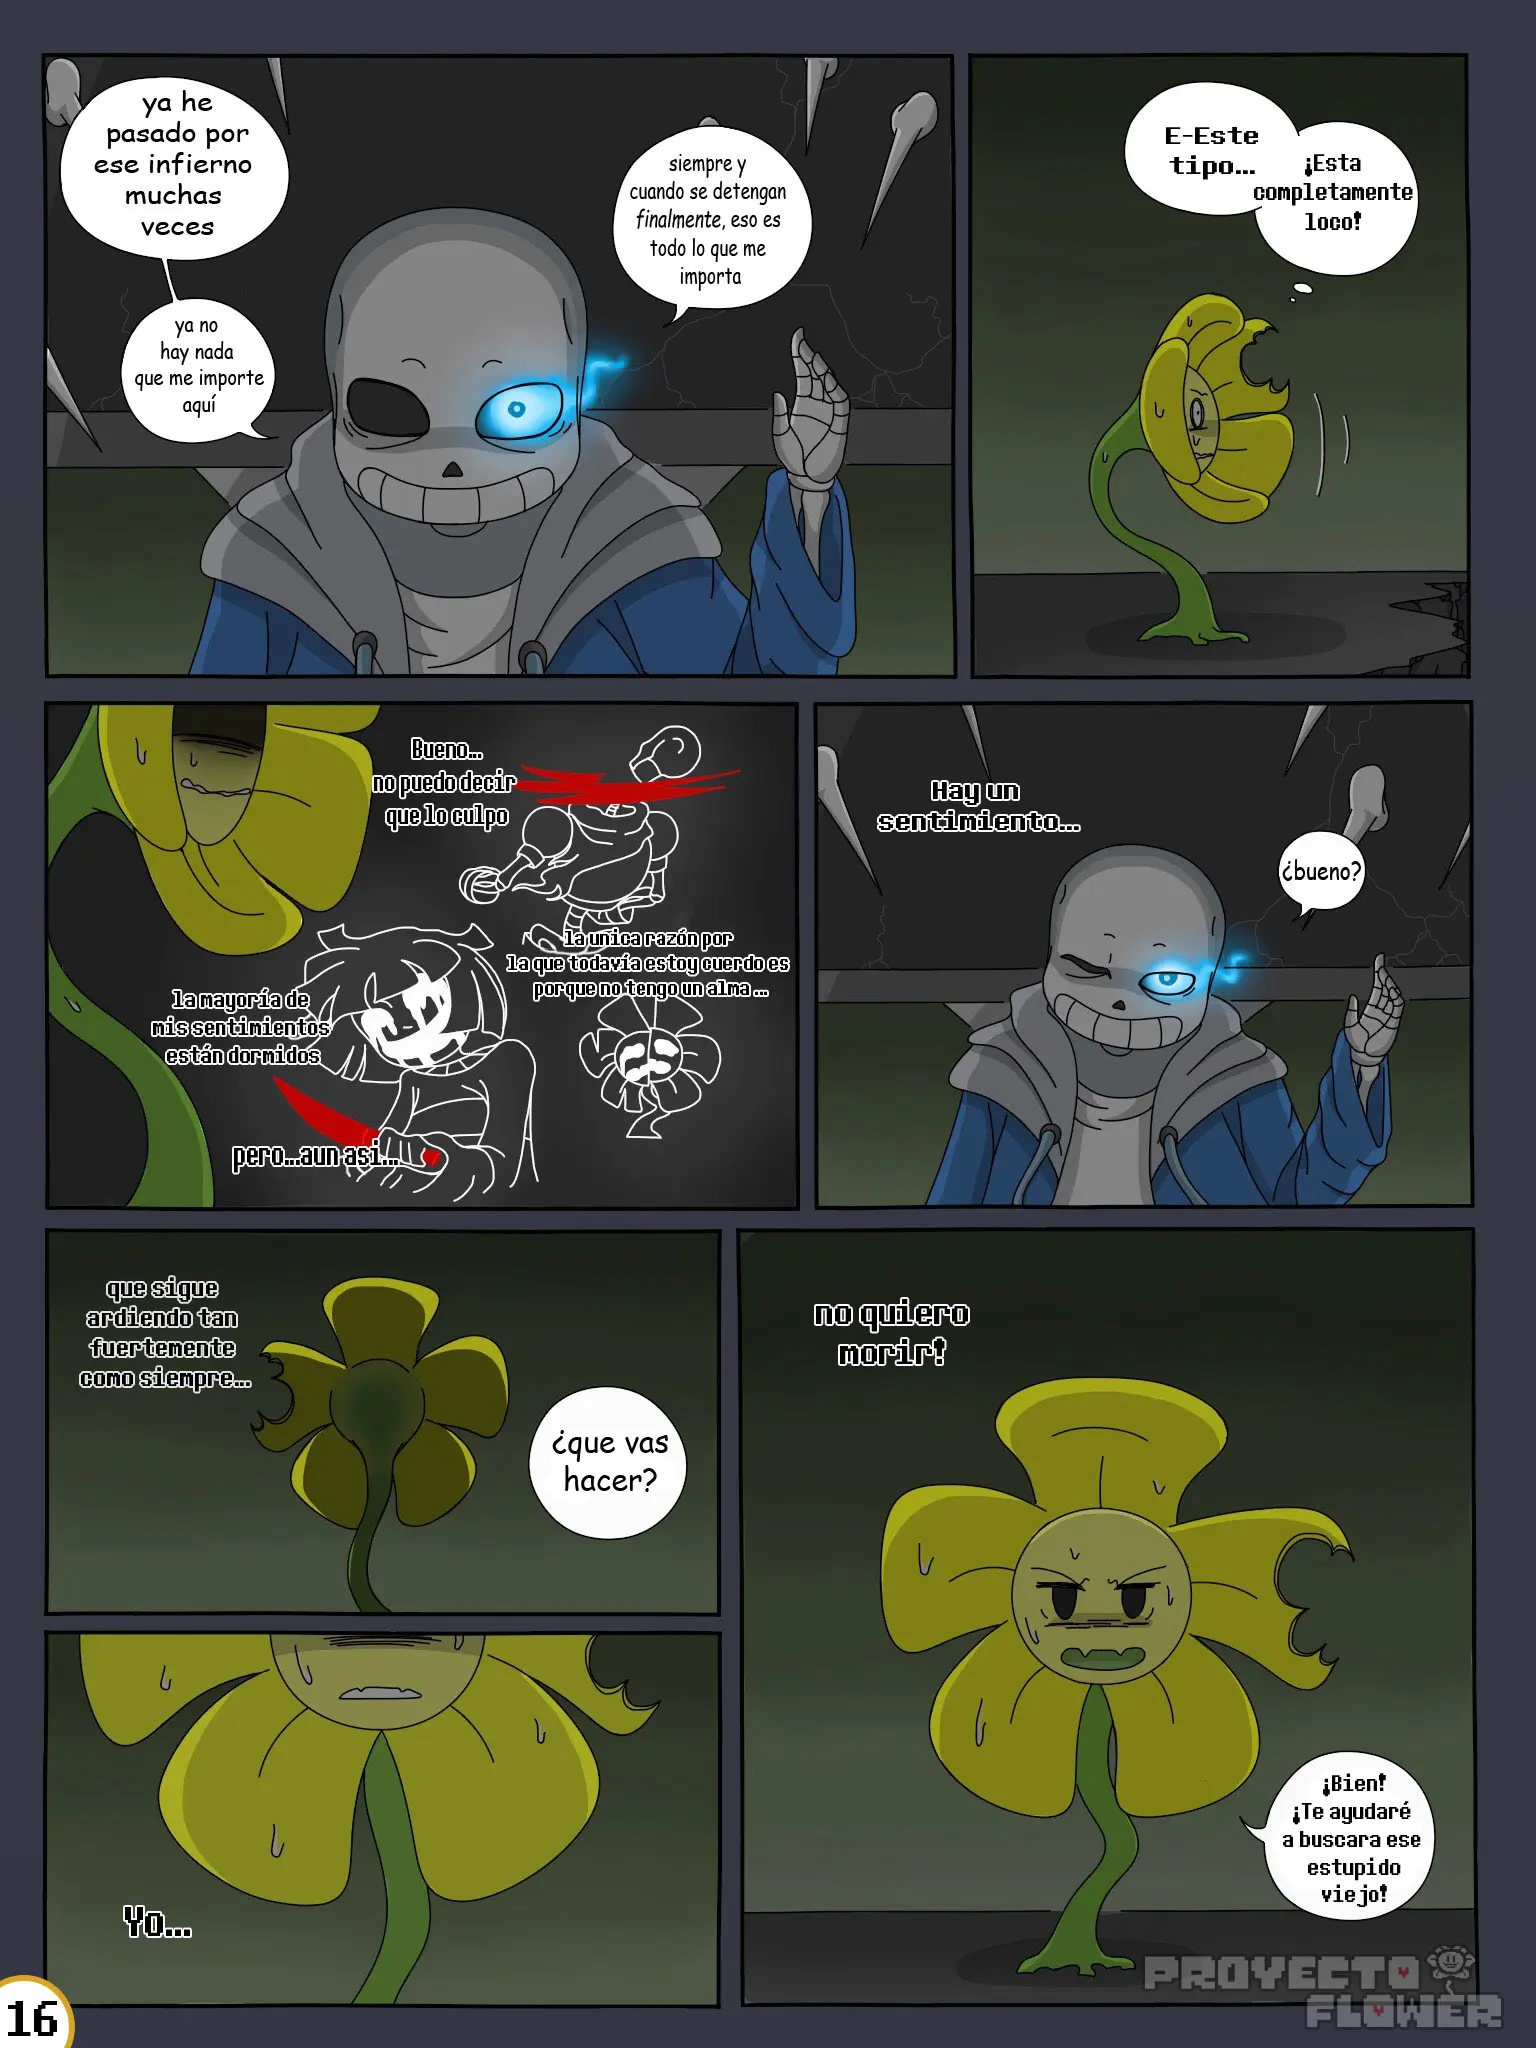 ya he
pasado por
ese infierno
muchas
veces
ya no
hay nada
que me importe
aquí
siempre y
cuando se detengan
finalmente, eso es
todo lo que me
importa
E-Este
tipo...
¡Esta
completamente
loco!
Bueno...
no puedo decir
que lo culpo
la unica razón por
la que todavía estoy cuerdo es
porque no tengo un alma ...
la mayoría de
mis sentimientos
están dormidos
pero...aun asi...
Hay un
sentimiento...
¿bueno?
que sigue
ardiendo tan
fuertemente
como siempre...
¿que vas
hacer?
Yo...
no quiero
morir!
¡Bien!
¡Te ayudaré
a buscara ese
estupido
viejo!
PROYECTO
FLOWER
16